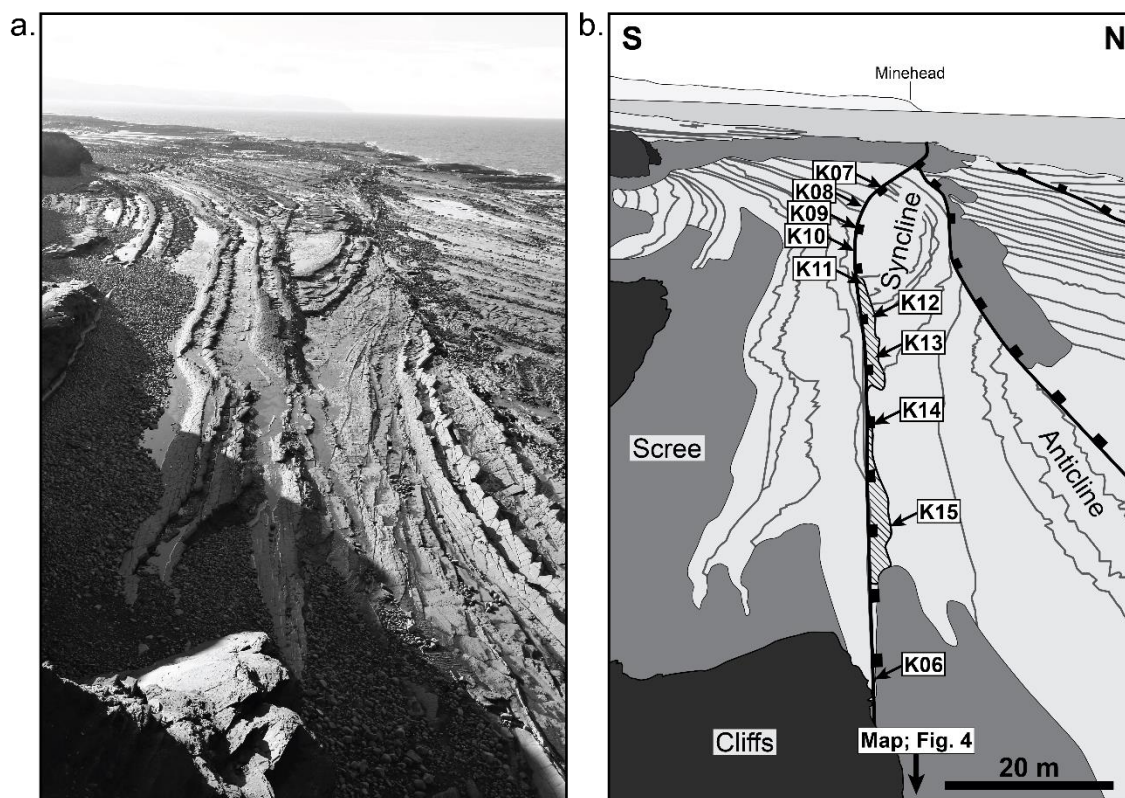 a.
b.
S
N
Minehead
K07
K08
K09
K10
K11
Syncline
K12
K13
K14
Scree
Anticline
K15
K06
Cliffs
Map; Fig. 4
20 m